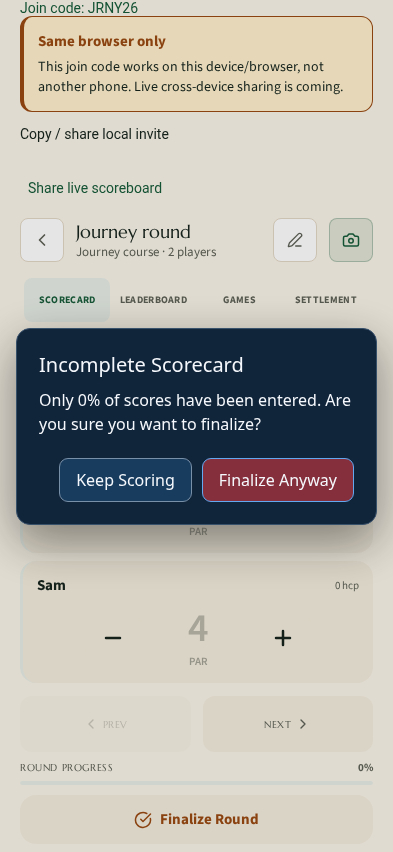 Join code: JRNY26
Same browser only
This join code works on this device/browser, not
another phone. Live cross-device sharing is coming.
Copy / share local invite
Share live scoreboard
Journey round
Journey course · 2 players
SCORECARD LEADERBOARD GAMES SETTLEMENT
Incomplete Scorecard
Only 0% of scores have been entered. Are
you sure you want to finalize?
Keep Scoring Finalize Anyway
PAR
Sam 0 hcp
− 4 +
PAR
PREV NEXT
ROUND PROGRESS 0%
Finalize Round